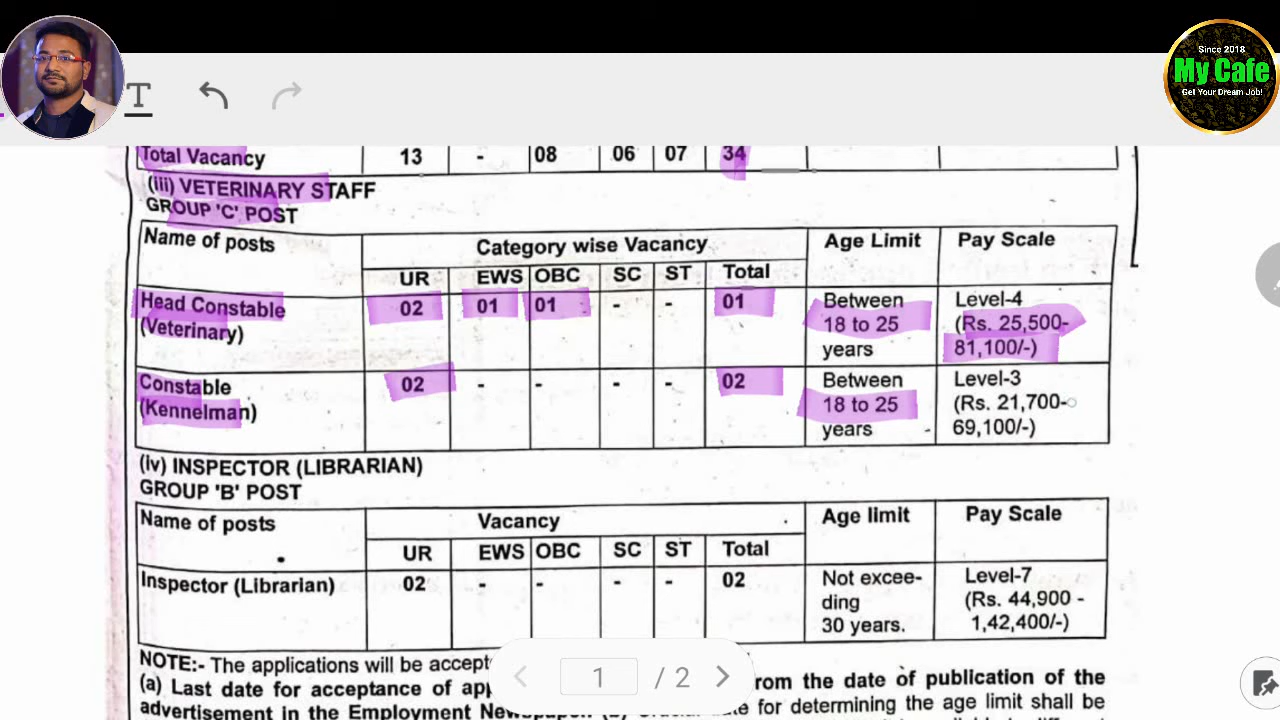 Since 2018
My Cafe
Get Your Dream Job!
T
Total Vacancy 13 - 08 06 07 34
(iii) VETERINARY STAFF
GROUP 'C' POST
Name of posts Category wise Vacancy Age Limit Pay Scale
UR EWS OBC SC ST Total
Head Constable 02 01 01 - - 01 Between Level-4
(Veterinary) 18 to 25 (Rs. 25,500-
years 81,100/-)
Constable 02 - - - - 02 Between Level-3
(Kennelman) 18 to 25 (Rs. 21,700-
years 69,100/-)
(iv) INSPECTOR (LIBRARIAN)
GROUP 'B' POST
Name of posts Vacancy Age limit Pay Scale
UR EWS OBC SC ST Total
Inspector (Librarian) 02 - - - - 02 Not excee- Level-7
ding (Rs. 44,900 -
30 years. 1,42,400/-)
NOTE:- The applications will be
(a) Last date for acceptance of rom the date of publication of the
advertisement in the Employment for determining the age limit shall be
1 / 2